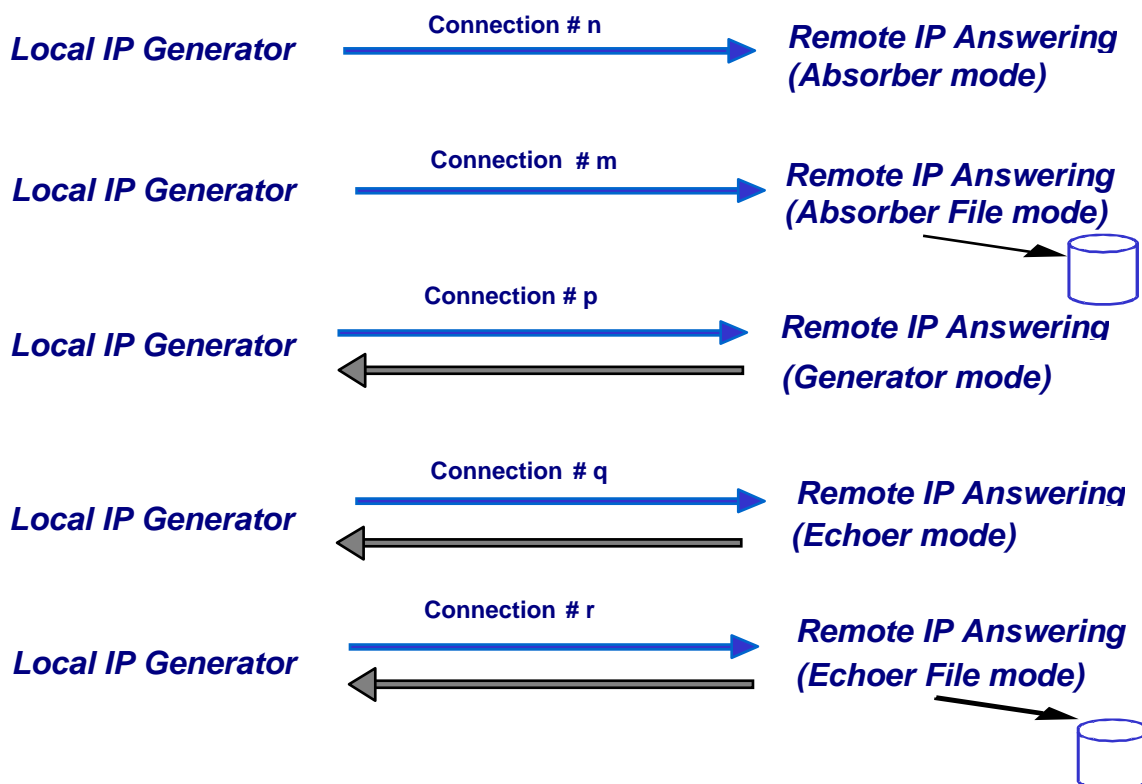 Local IP Generator
Connection # n
Remote IP Answering
(Absorber mode)
Local IP Generator
Connection # m
Remote IP Answering
(Absorber File mode)
Local IP Generator
Connection # p
Remote IP Answering
(Generator mode)
Local IP Generator
Connection # q
Remote IP Answering
(Echoer mode)
Local IP Generator
Connection # r
Remote IP Answering
(Echoer File mode)